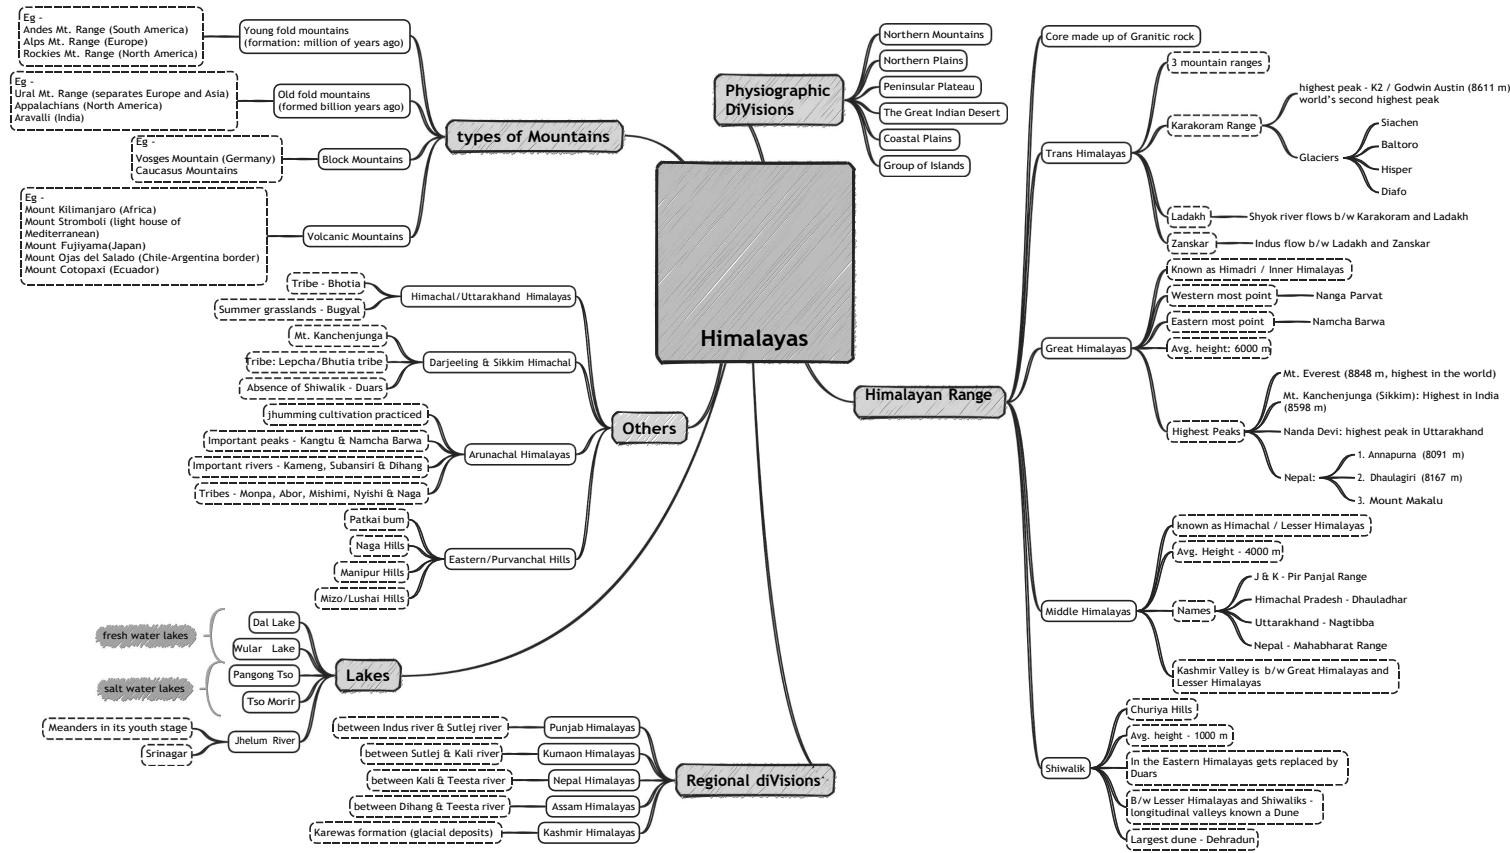 Himalayas
types of Mountains
Young fold mountains
(formation: million of years ago)
Eg -
Andes Mt. Range (South America)
Alps Mt. Range (Europe)
Rockies Mt. Range (North America)
Old fold mountains
(formed billion years ago)
Eg -
Ural Mt. Range (separates Europe and Asia)
Appalachians (North America)
Aravalli (India)
Block Mountains
Eg -
Vosges Mountain (Germany)
Caucasus Mountains
Volcanic Mountains
Eg -
Mount Kilimanjaro (Africa)
Mount Stromboli (light house of
Mediterranean)
Mount Fujiyama(Japan)
Mount Ojas del Salado (Chile-Argentina border)
Mount Cotopaxi (Ecuador)
Physiographic
DiVisions
Northern Mountains
Northern Plains
Peninsular Plateau
The Great Indian Desert
Coastal Plains
Group of Islands
Himalayan Range
Core made up of Granitic rock
Trans Himalayas
3 mountain ranges
Karakoram Range
highest peak - K2 / Godwin Austin (8611 m)
world's second highest peak
Glaciers
Siachen
Baltoro
Hisper
Diafo
Ladakh
Shyok river flows b/w Karakoram and Ladakh
Zanskar
Indus flow b/w Ladakh and Zanskar
Great Himalayas
Known as Himadri / Inner Himalayas
Western most point
Nanga Parvat
Eastern most point
Namcha Barwa
Avg. height: 6000 m
Highest Peaks
Mt. Everest (8848 m, highest in the world)
Mt. Kanchenjunga (Sikkim): Highest in India
(8598 m)
Nanda Devi: highest peak in Uttarakhand
Nepal:
1. Annapurna (8091 m)
2. Dhaulagiri (8167 m)
3. Mount Makalu
Middle Himalayas
known as Himachal / Lesser Himalayas
Avg. Height - 4000 m
Names
J & K - Pir Panjal Range
Himachal Pradesh - Dhauladhar
Uttarakhand - Nagtibba
Nepal - Mahabharat Range
Kashmir Valley is b/w Great Himalayas and
Lesser Himalayas
Shiwalik
Churiya Hills
Avg. height - 1000 m
In the Eastern Himalayas gets replaced by
Duars
B/w Lesser Himalayas and Shiwaliks -
longitudinal valleys known a Dune
Largest dune - Dehradun
Others
Himachal/Uttarakhand Himalayas
Tribe - Bhotia
Summer grasslands - Bugyal
Darjeeling & Sikkim Himachal
Mt. Kanchenjunga
Tribe: Lepcha/Bhutia tribe
Absence of Shiwalik - Duars
Arunachal Himalayas
jhumming cultivation practiced
Important peaks - Kangtu & Namcha Barwa
Important rivers - Kameng, Subansiri & Dihang
Tribes - Monpa, Abor, Mishimi, Nyishi & Naga
Eastern/Purvanchal Hills
Patkai bum
Naga Hills
Manipur Hills
Mizo/Lushai Hills
Lakes
Dal Lake
Wular Lake
fresh water lakes
Pangong Tso
Tso Morir
salt water lakes
Jhelum River
Meanders in its youth stage
Srinagar
Regional diVisions
Punjab Himalayas
between Indus river & Sutlej river
Kumaon Himalayas
between Sutlej & Kali river
Nepal Himalayas
between Kali & Teesta river
Assam Himalayas
between Dihang & Teesta river
Kashmir Himalayas
Karewas formation (glacial deposits)